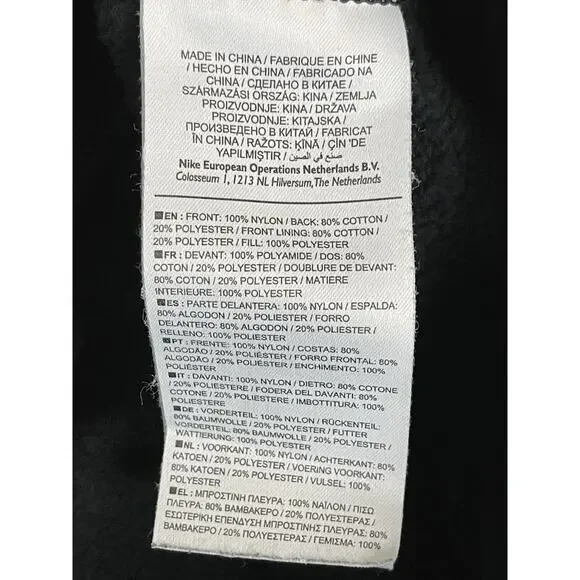 MADE IN CHINA / FABRIQUE EN CHINE
/ HECHO EN CHINA / FABRICADO NA
CHINA / СДЕЛАНО В КИТАЕ /
SZÁRMAZÁSI ORSZÁG: KINA / ZEMLJA
PROIZVODNJE: KINA / DRŽAVA
PROIZVODNJE: KITAJSKA /
ПРОИЗВЕДЕНО В КИТАЙ / FABRICAT
ÎN CHINA / RAŽOTS: ĶĪNĀ / ÇİN 'DE
YAPILMIŞTIR / صنع في الصين
Nike European Operations Netherlands B.V.
Colosseum 1, 1213 NL Hilversum, The Netherlands
EN : FRONT: 100% NYLON / BACK: 80% COTTON /
20% POLYESTER / FRONT LINING: 80% COTTON /
20% POLYESTER / FILL: 100% POLYESTER
FR : DEVANT: 100% POLYAMIDE / DOS: 80%
COTON / 20% POLYESTER / DOUBLURE DE DEVANT:
80% COTON / 20% POLYESTER / MATIERE
INTERIEURE: 100% POLYESTER
ES : PARTE DELANTERA: 100% NYLON / ESPALDA:
80% ALGODON / 20% POLIESTER / FORRO
DELANTERO: 80% ALGODON / 20% POLIESTER /
RELLENO: 100% POLIESTER
PT : FRENTE: 100% NYLON / COSTAS: 80%
ALGODÃO / 20% POLIÉSTER / FORRO FRONTAL: 80%
ALGODÃO / 20% POLIÉSTER / ENCHIMENTO: 100%
POLIÉSTER
IT : DAVANTI: 100% NYLON / DIETRO: 80% COTONE
/ 20% POLIESTERE / FODERA DEL DAVANTI: 80%
COTONE / 20% POLIESTERE / IMBOTTITURA: 100%
POLIESTERE
DE : VORDERTEIL: 100% NYLON / RÜCKENTEIL:
80% BAUMWOLLE / 20% POLYESTER / FUTTER
VORDERTEIL: 80% BAUMWOLLE / 20% POLYESTER /
WATTIERUNG: 100% POLYESTER
NL : VOORKANT: 100% NYLON / ACHTERKANT: 80%
KATOEN / 20% POLYESTER / VOERING VOORKANT:
80% KATOEN / 20% POLYESTER / VULSEL: 100%
POLYESTER
EL : ΜΠΡΟΣΤΙΝΗ ΠΛΕΥΡΑ: 100% ΝΑΪΛΟΝ / ΠΙΣΩ
ΠΛΕΥΡΑ: 80% ΒΑΜΒΑΚΕΡΟ / 20% ΠΟΛΥΕΣΤΕΡΑΣ /
ΕΣΩΤΕΡΙΚΗ ΕΠΕΝΔΥΣΗ ΜΠΡΟΣΤΙΝΗΣ ΠΛΕΥΡΑΣ: 80%
ΒΑΜΒΑΚΕΡΟ / 20% ΠΟΛΥΕΣΤΕΡΑΣ / ΓΕΜΙΣΜΑ: 100%